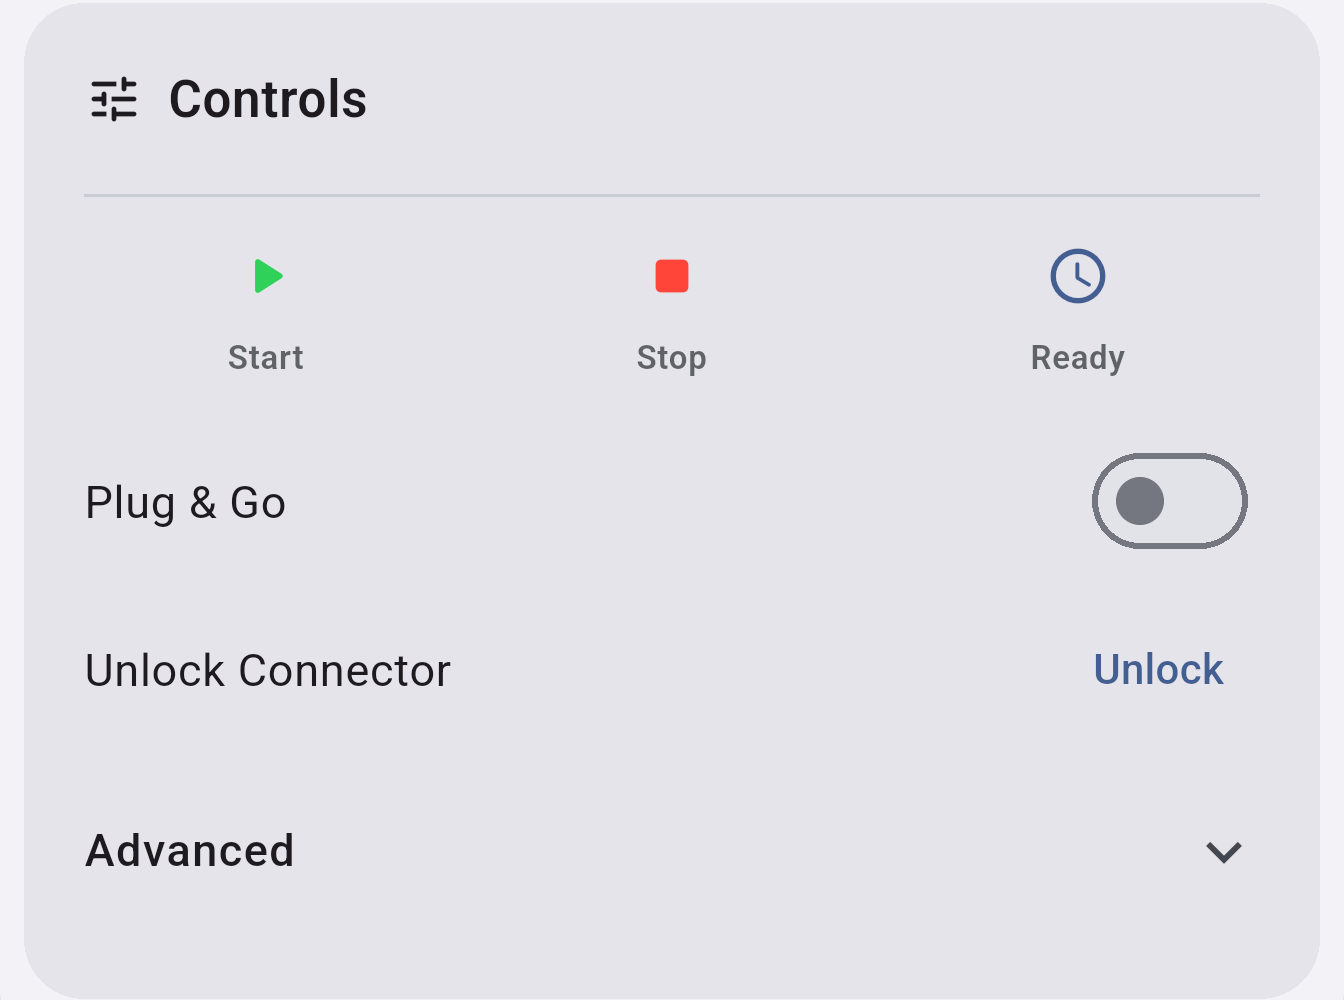 Controls
Start Stop Ready
Plug & Go
Unlock Connector Unlock
Advanced